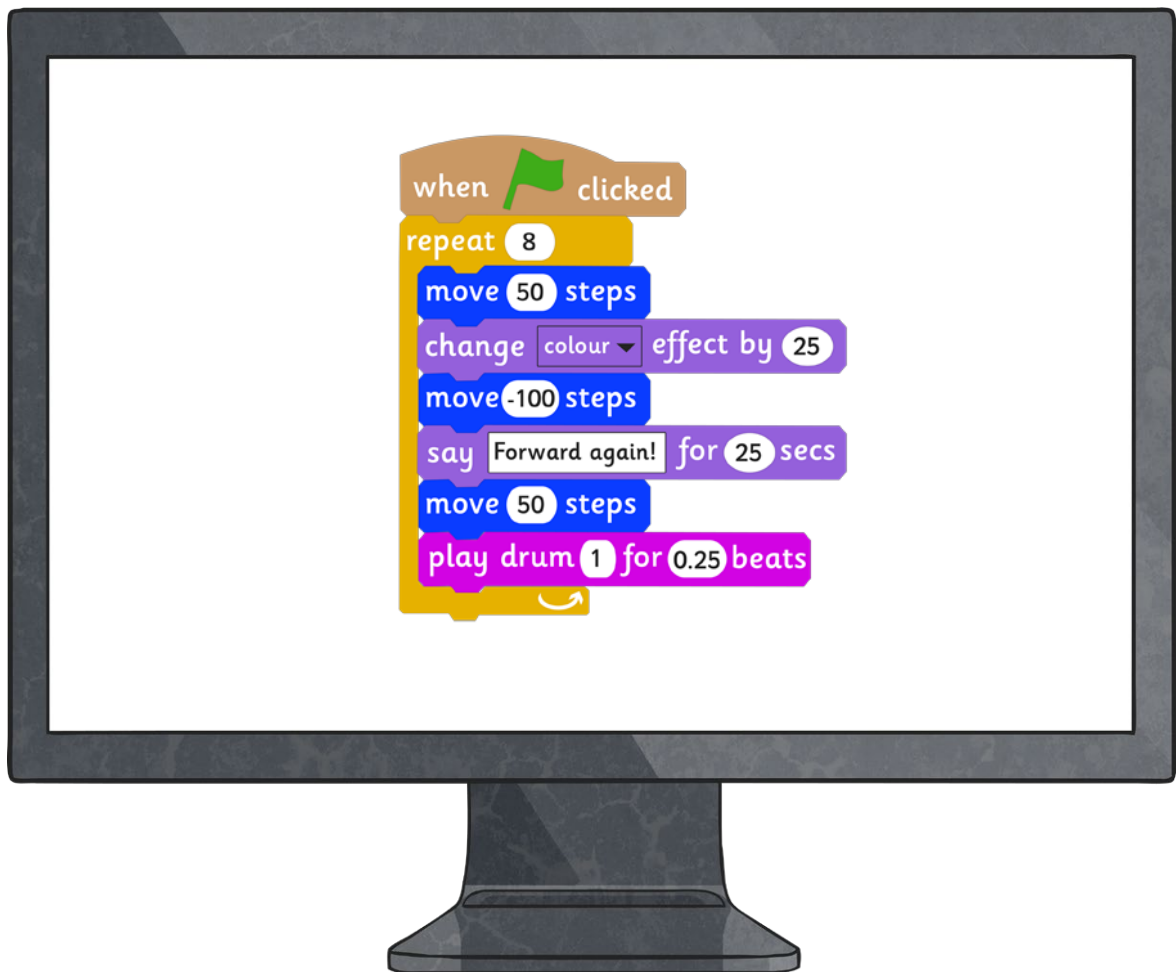 when clicked
repeat 8
move 50 steps
change colour effect by 25
move -100 steps
say Forward again! for 25 secs
move 50 steps
play drum 1 for 0.25 beats